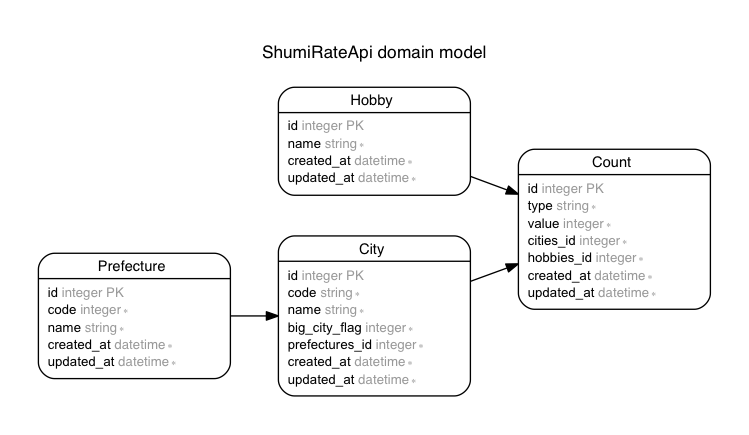 ShumiRateApi domain model
Hobby
id integer PK
name string *
created_at datetime *
updated_at datetime *
Count
id integer PK
type string *
value integer *
cities_id integer *
hobbies_id integer *
created_at datetime *
updated_at datetime *
City
id integer PK
code string *
name string *
big_city_flag integer *
prefectures_id integer *
created_at datetime *
updated_at datetime *
Prefecture
id integer PK
code integer *
name string *
created_at datetime *
updated_at datetime *